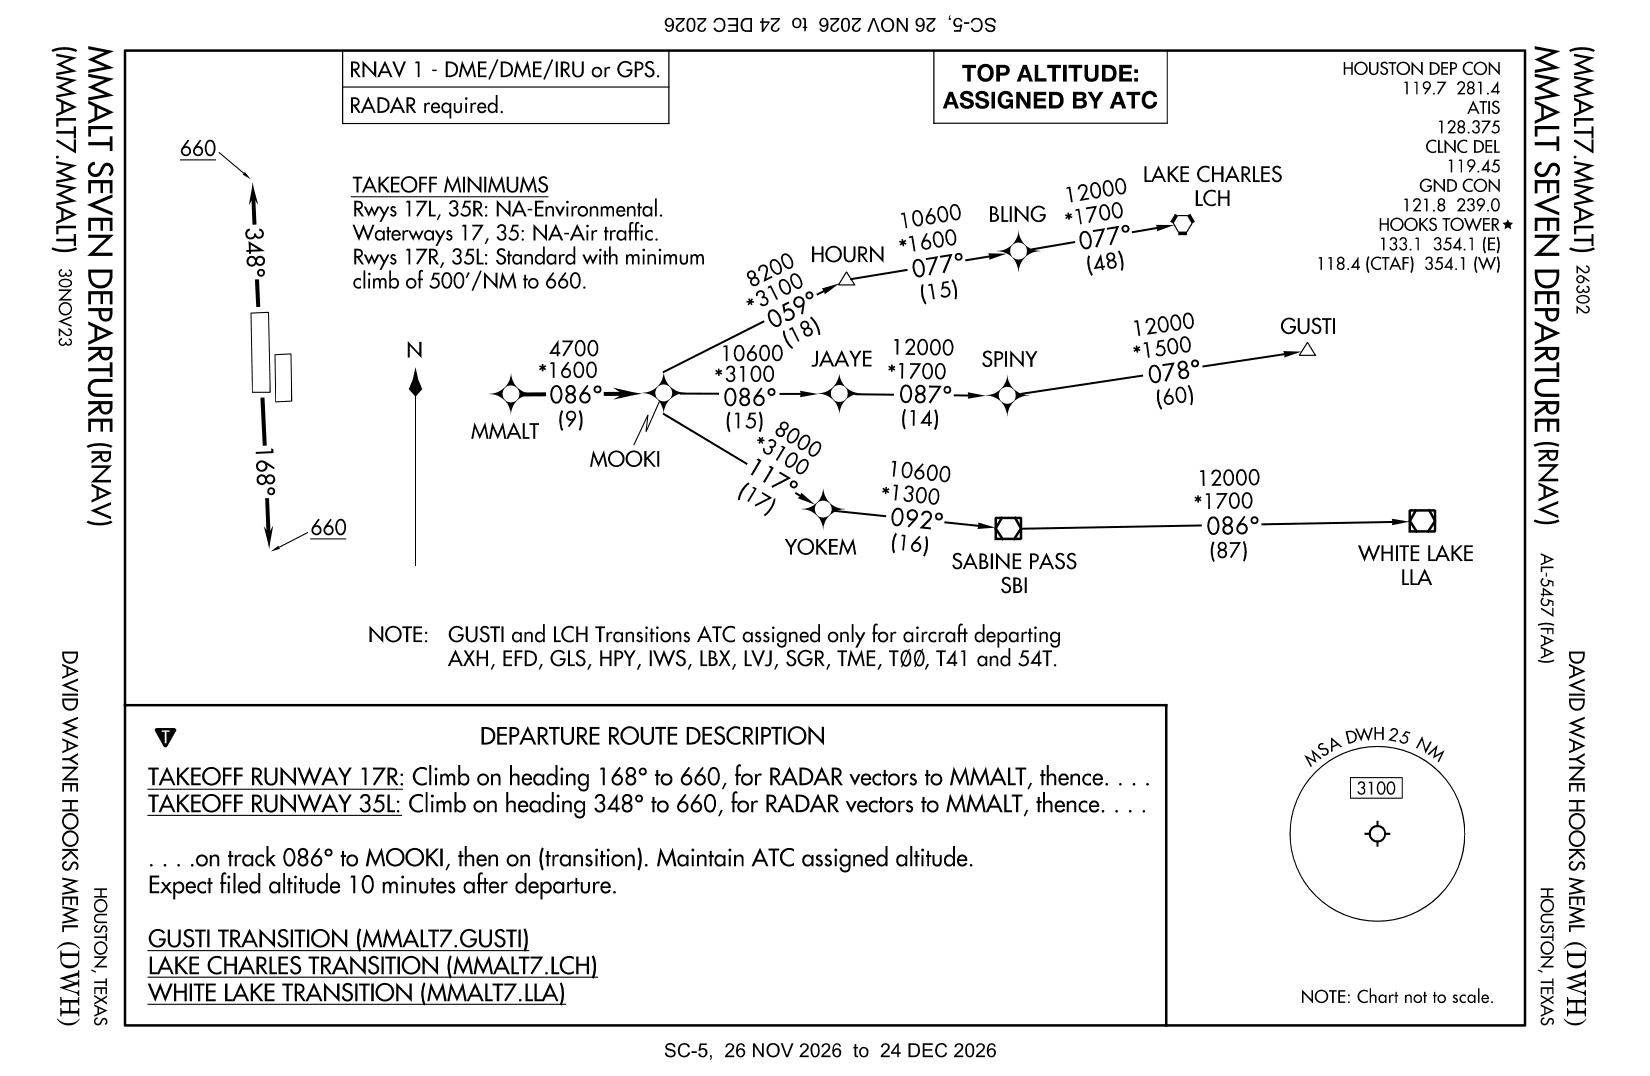 SC-5, 26 NOV 2026 to 24 DEC 2026
(MMALT7.MMALT) 30NOV23
MMALT SEVEN DEPARTURE (RNAV)
DAVID WAYNE HOOKS MEML (DWH)
HOUSTON, TEXAS
RNAV 1 - DME/DME/IRU or GPS.
RADAR required.
TOP ALTITUDE:
ASSIGNED BY ATC
HOUSTON DEP CON
119.7 281.4
ATIS
128.375
CLNC DEL
119.45
GND CON
121.8 239.0
HOOKS TOWER★
133.1 354.1 (E)
118.4 (CTAF) 354.1 (W)
660
348°
168°
660
TAKEOFF MINIMUMS
Rwys 17L, 35R: NA-Environmental.
Waterways 17, 35: NA-Air traffic.
Rwys 17R, 35L: Standard with minimum
climb of 500'/NM to 660.
N
MMALT
4700
*1600
086°
(9)
MOOKI
8200
*3100
059°
(18)
HOURN
10600
*1600
077°
(15)
BLING
12000
*1700
077°
(48)
LAKE CHARLES
LCH
10600
*3100
086°
(15)
JAAYE
12000
*1700
087°
(14)
SPINY
12000
*1500
078°
(60)
GUSTI
8000
*3100
117°
(17)
YOKEM
10600
*1300
092°
(16)
SABINE PASS
SBI
12000
*1700
086°
(87)
WHITE LAKE
LLA
NOTE: GUSTI and LCH Transitions ATC assigned only for aircraft departing
AXH, EFD, GLS, HPY, IWS, LBX, LVJ, SGR, TME, TØØ, T41 and 54T.
T
DEPARTURE ROUTE DESCRIPTION
TAKEOFF RUNWAY 17R: Climb on heading 168° to 660, for RADAR vectors to MMALT, thence. . . .
TAKEOFF RUNWAY 35L: Climb on heading 348° to 660, for RADAR vectors to MMALT, thence. . . .
. . . .on track 086° to MOOKI, then on (transition). Maintain ATC assigned altitude.
Expect filed altitude 10 minutes after departure.
GUSTI TRANSITION (MMALT7.GUSTI)
LAKE CHARLES TRANSITION (MMALT7.LCH)
WHITE LAKE TRANSITION (MMALT7.LLA)
MSA DWH 25 NM
3100
NOTE: Chart not to scale.
MMALT SEVEN DEPARTURE (RNAV)
(MMALT7.MMALT) 26302
AL-5457 (FAA)
DAVID WAYNE HOOKS MEML (DWH)
HOUSTON, TEXAS
SC-5, 26 NOV 2026 to 24 DEC 2026